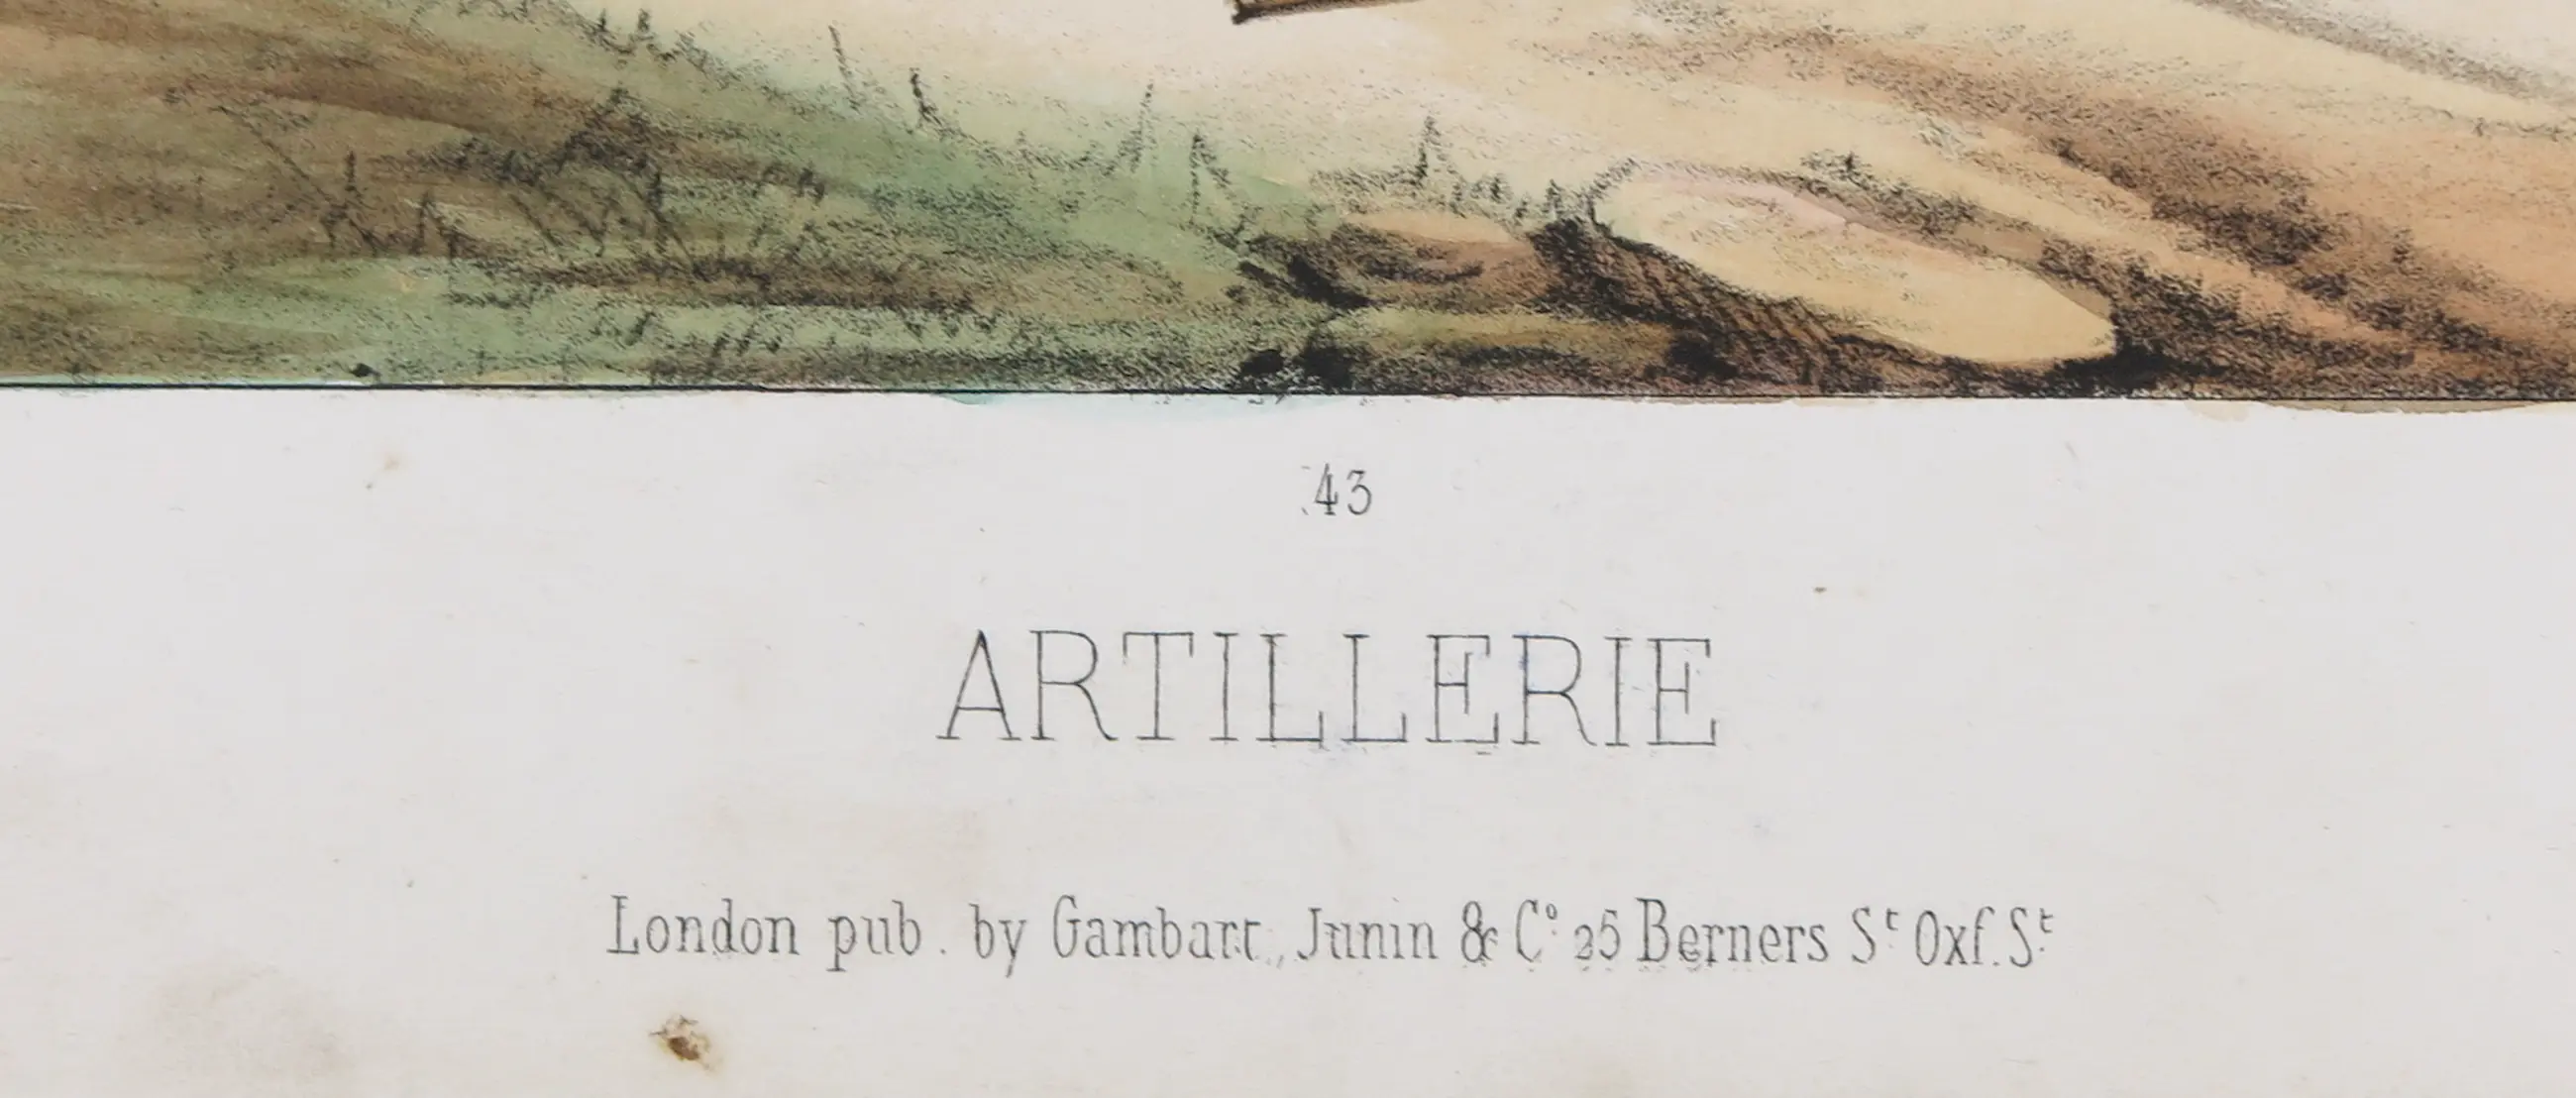 43
ARTILLERIE
London pub. by Gambart, Junin & Cº 25 Berners Sᵗ Oxf. Sᵗ